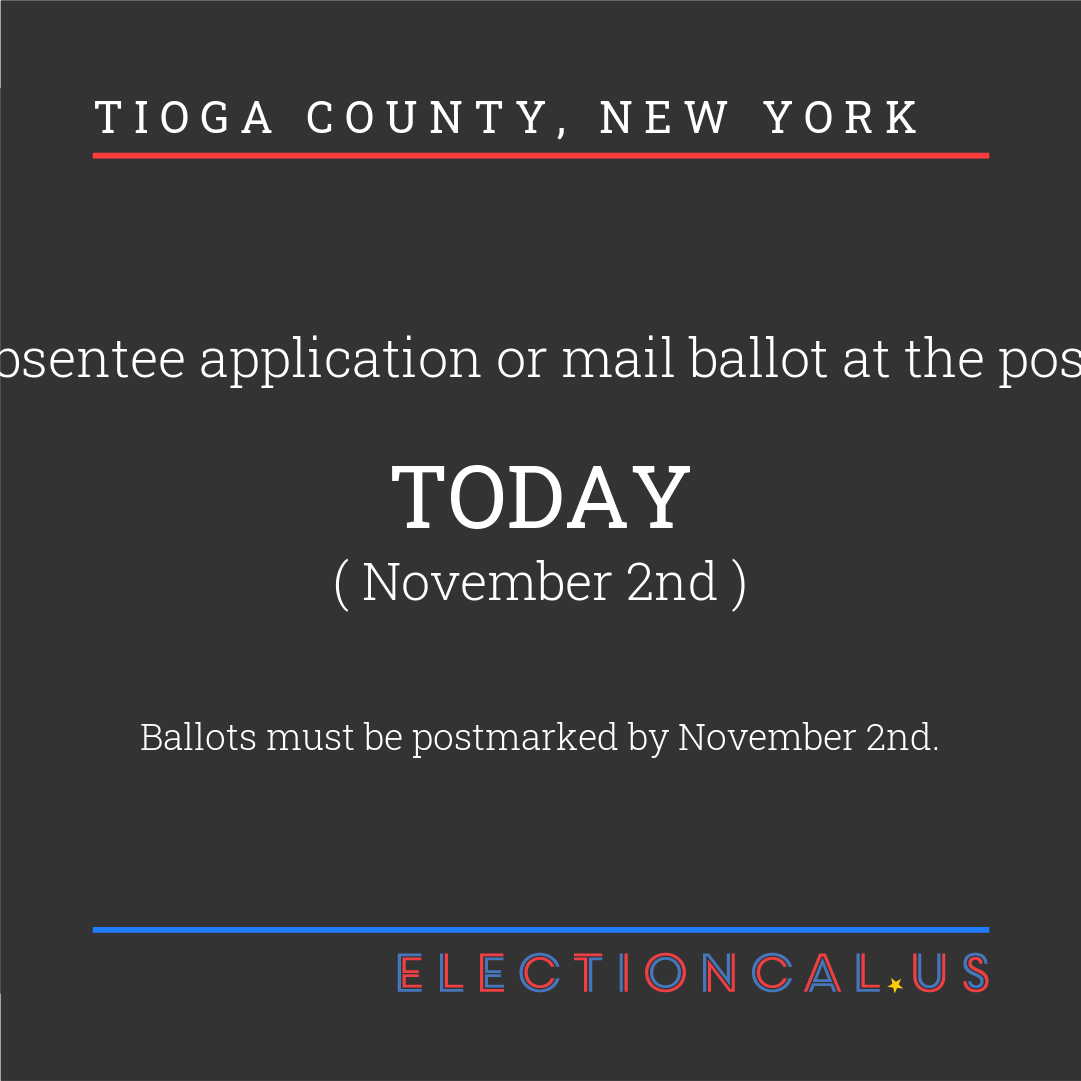 TIOGA COUNTY, NEW YORK
bsentee application or mail ballot at the pos
TODAY
( November 2nd )
Ballots must be postmarked by November 2nd.
ELECTIONCAL.US